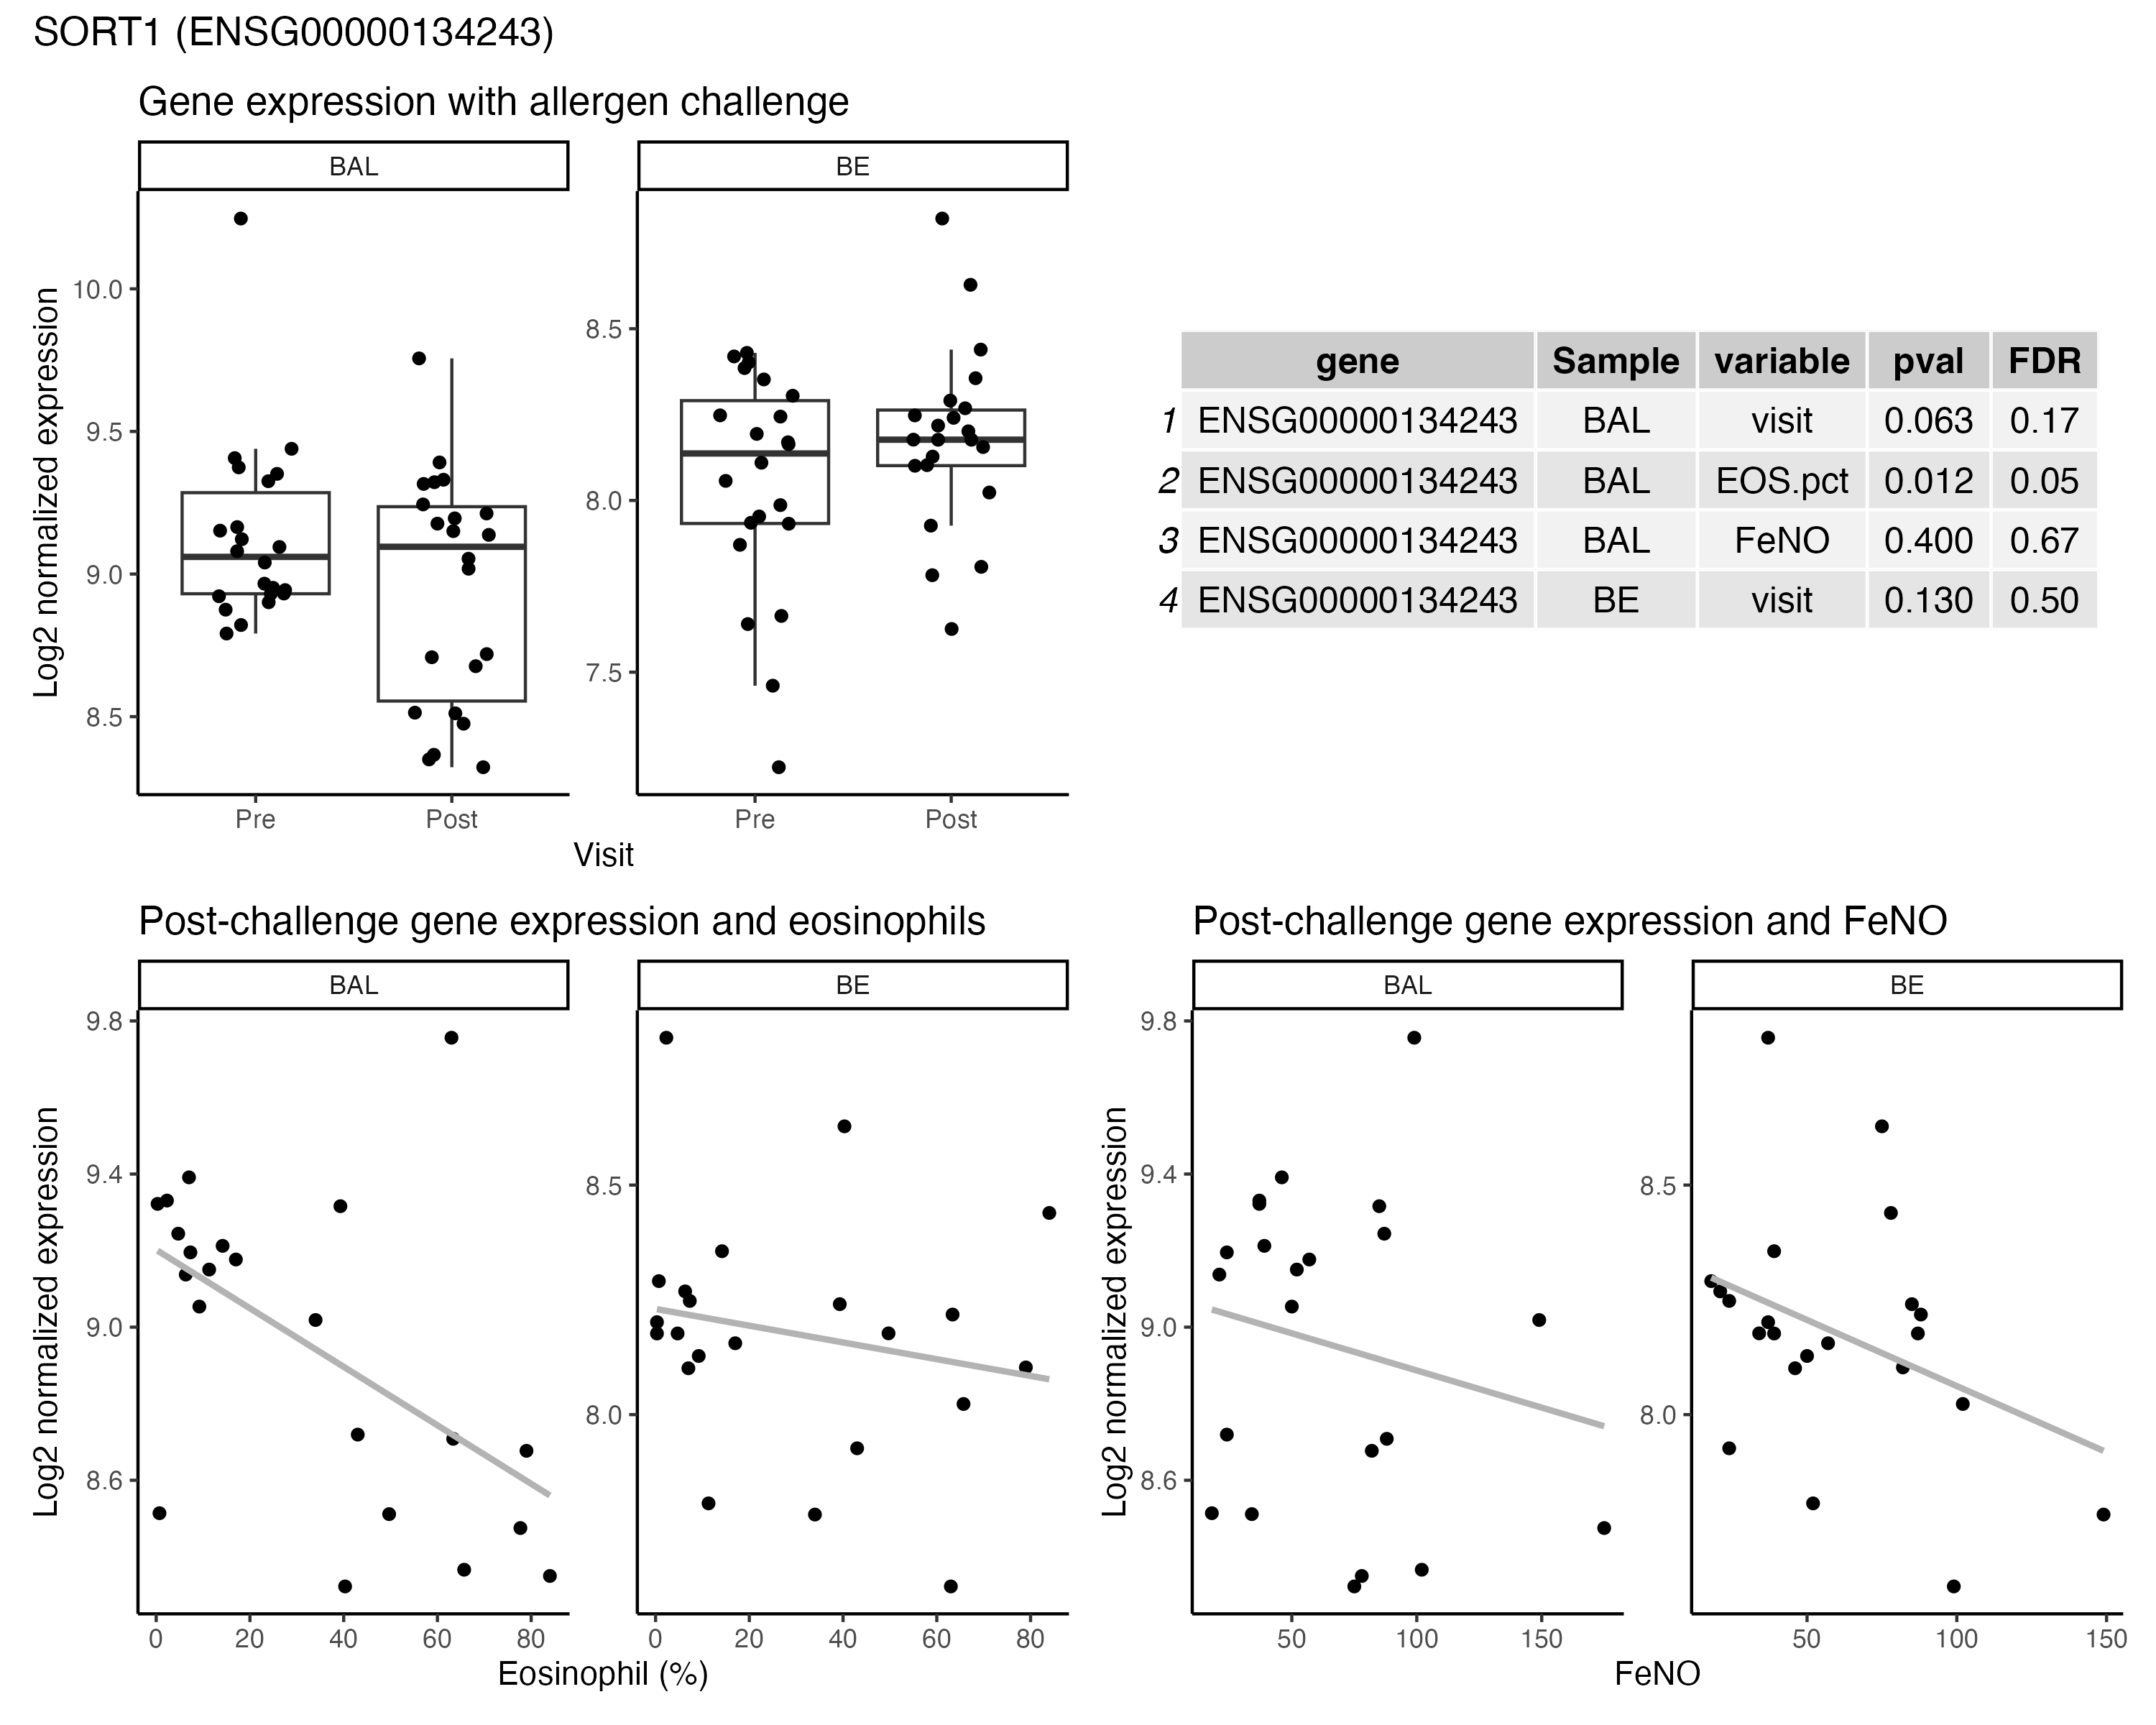 SORT1 (ENSG00000134243)
Gene expression with allergen challenge
BAL
BE
Log2 normalized expression
10.0
9.5
9.0
8.5
8.5
8.0
7.5
Pre
Post
Pre
Post
Visit
gene Sample variable pval FDR
1 ENSG00000134243 BAL visit 0.063 0.17
2 ENSG00000134243 BAL EOS.pct 0.012 0.05
3 ENSG00000134243 BAL FeNO 0.400 0.67
4 ENSG00000134243 BE visit 0.130 0.50
Post-challenge gene expression and eosinophils
BAL
BE
Log2 normalized expression
9.8
9.4
9.0
8.6
8.5
8.0
0 20 40 60 80
0 20 40 60 80
Eosinophil (%)
Post-challenge gene expression and FeNO
BAL
BE
Log2 normalized expression
9.8
9.4
9.0
8.6
8.5
8.0
50 100 150
50 100 150
FeNO